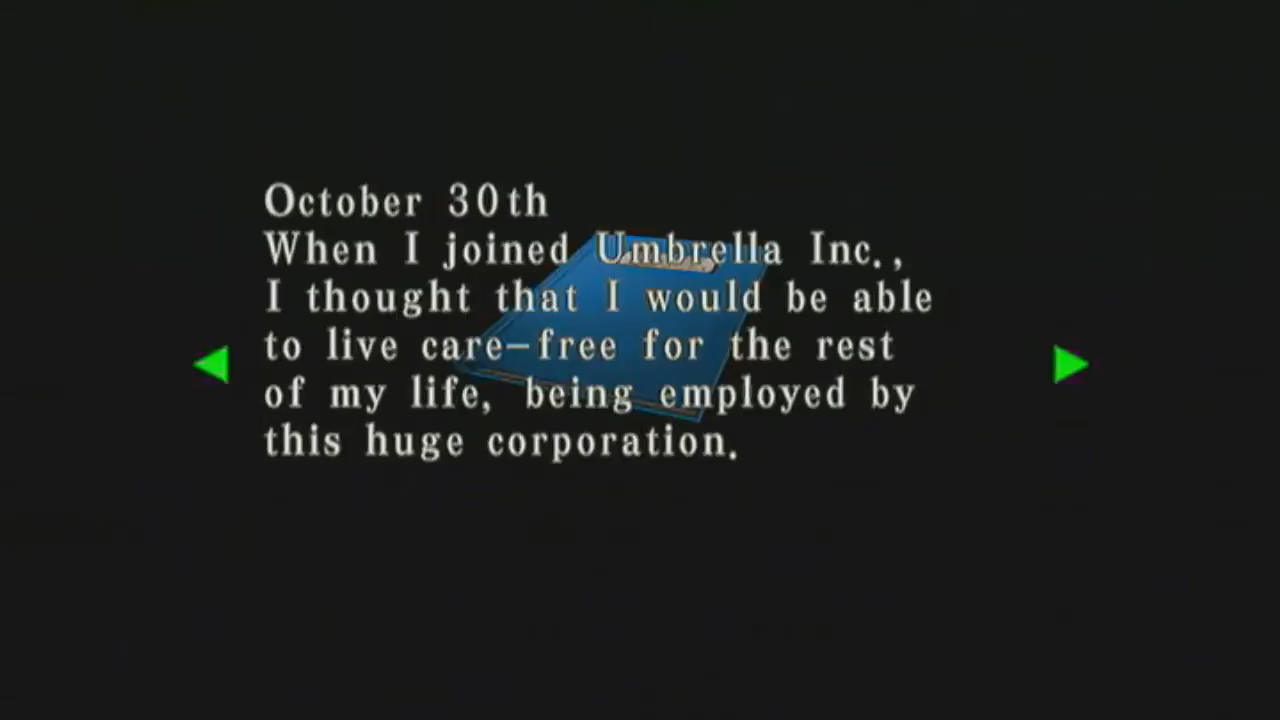 October 30th
When I joined Umbrella Inc.,
I thought that I would be able
to live care-free for the rest
of my life, being employed by
this huge corporation.